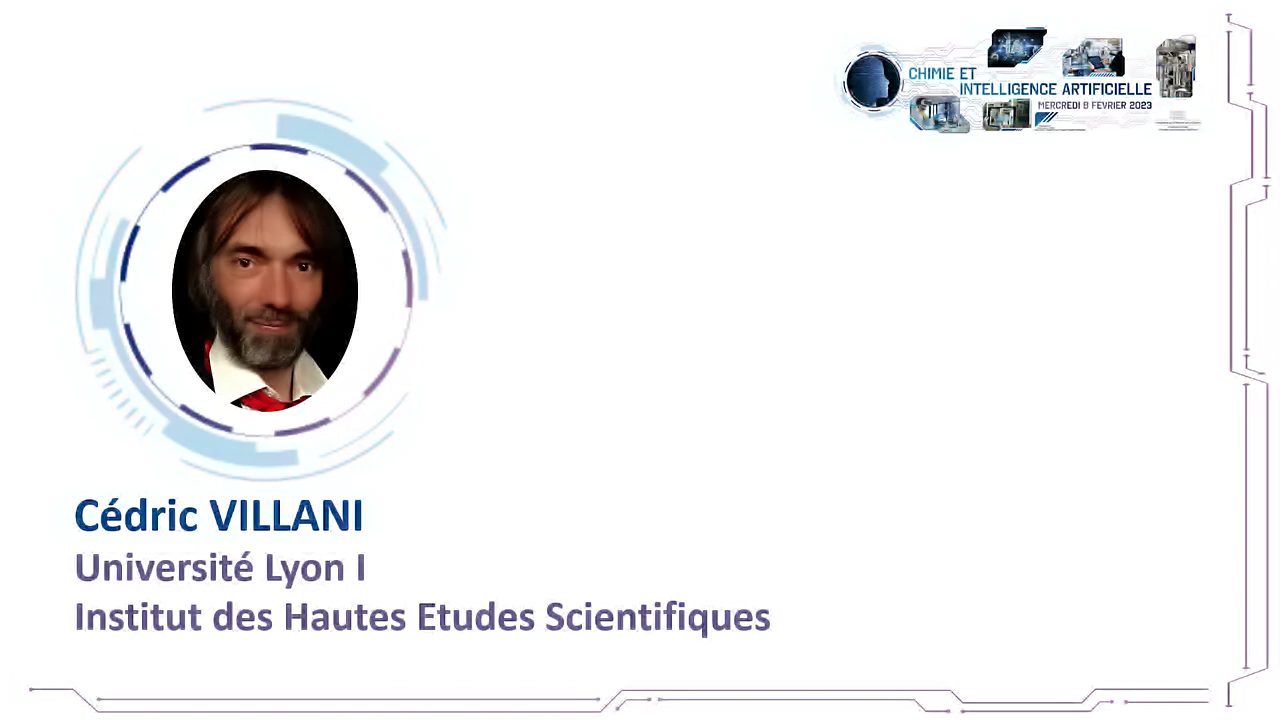 CHIMIE ET
INTELLIGENCE ARTIFICIELLE
MERCREDI 8 FEVRIER 2023
Cédric VILLANI
Université Lyon I
Institut des Hautes Etudes Scientifiques